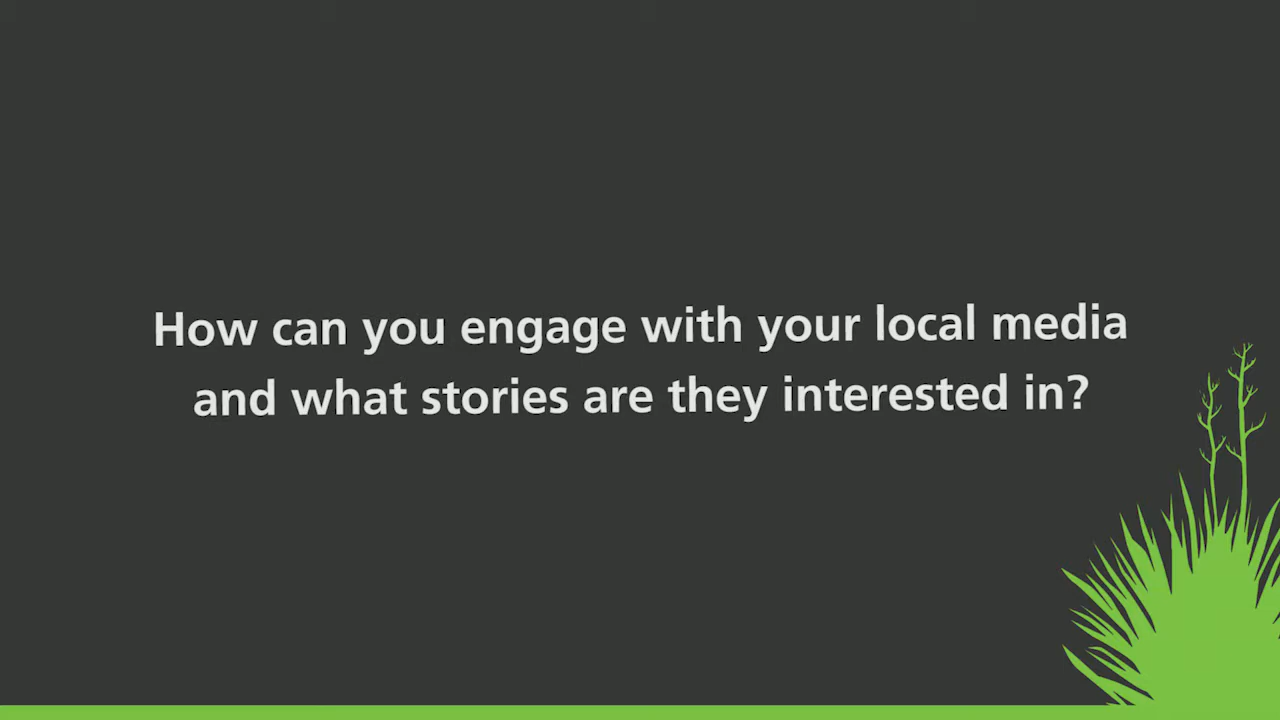 How can you engage with your local media
and what stories are they interested in?